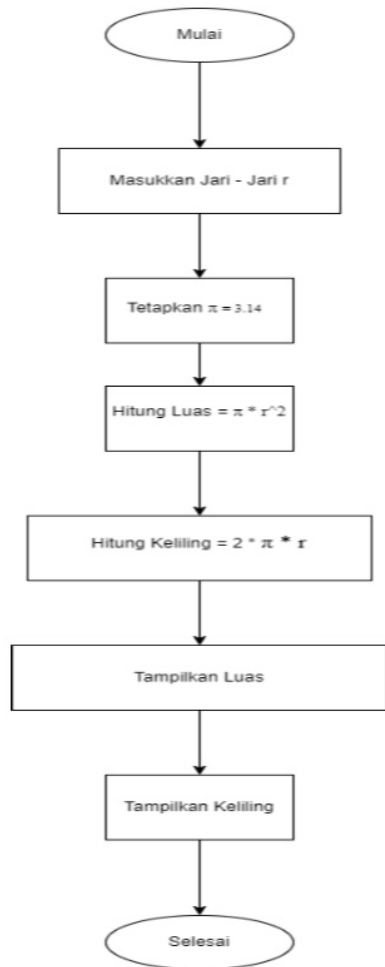 Mulai
Masukkan Jari - Jari r
Tetapkan π = 3.14
Hitung Luas = π * r^2
Hitung Keliling = 2 * π * r
Tampilkan Luas
Tampilkan Keliling
Selesai